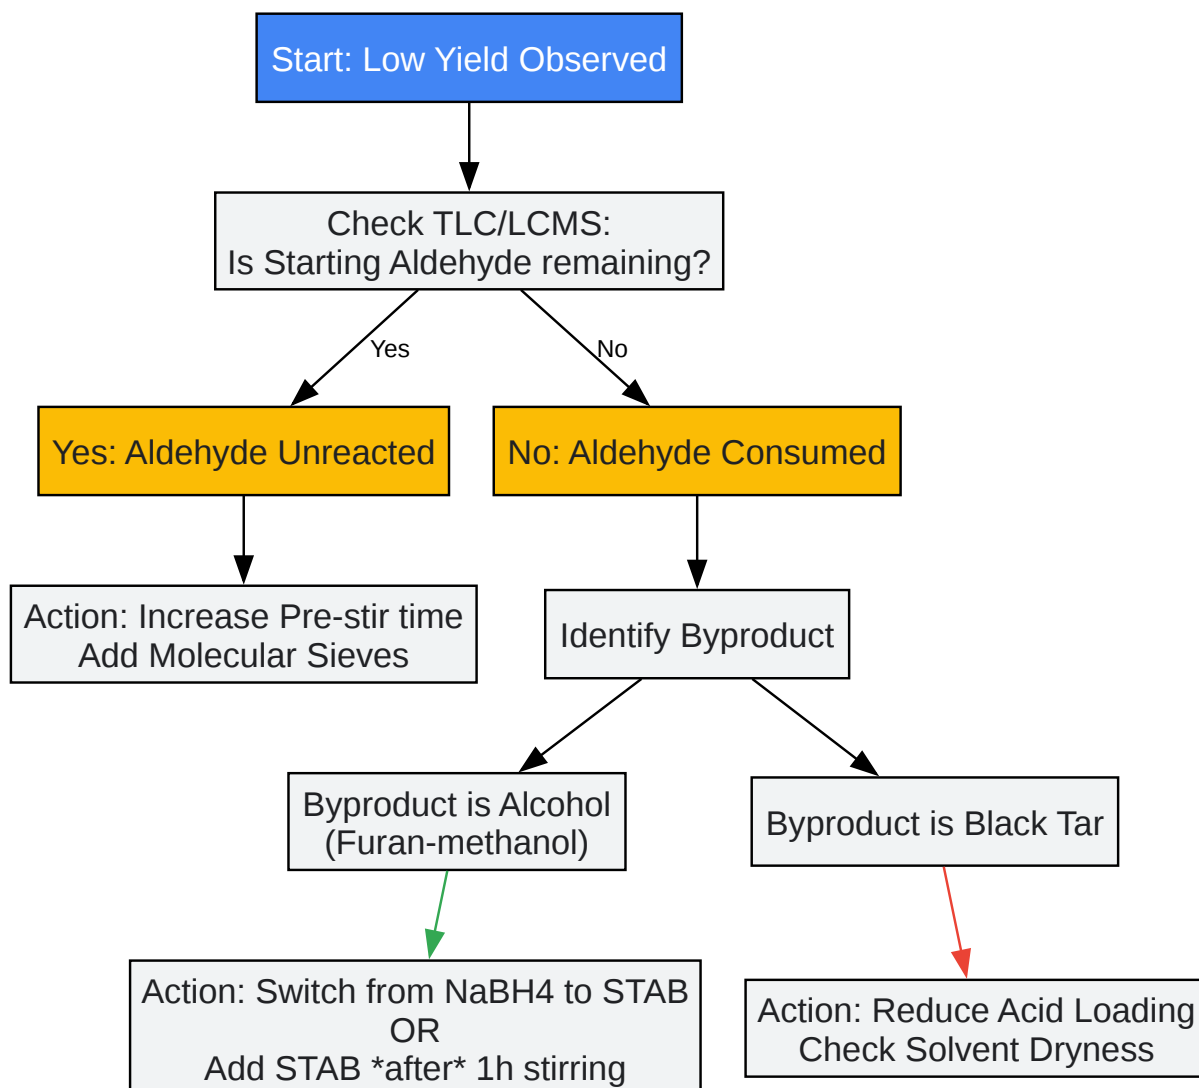 Start: Low Yield Observed
Check TLC/LCMS:
Is Starting Aldehyde remaining?
Yes
No
Yes: Aldehyde Unreacted
No: Aldehyde Consumed
Action: Increase Pre-stir time
Add Molecular Sieves
Identify Byproduct
Byproduct is Alcohol
(Furan-methanol)
Byproduct is Black Tar
Action: Switch from NaBH4 to STAB
OR
Add STAB *after* 1h stirring
Action: Reduce Acid Loading
Check Solvent Dryness